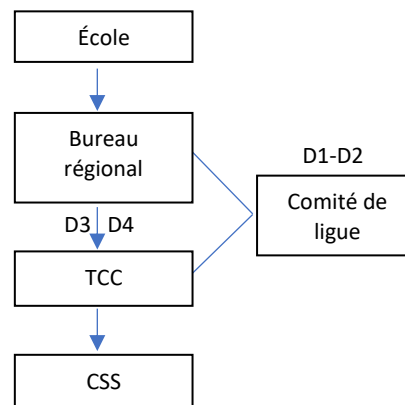 École
Bureau
régional
D1-D2
Comité de
ligue
D3 D4
TCC
CSS